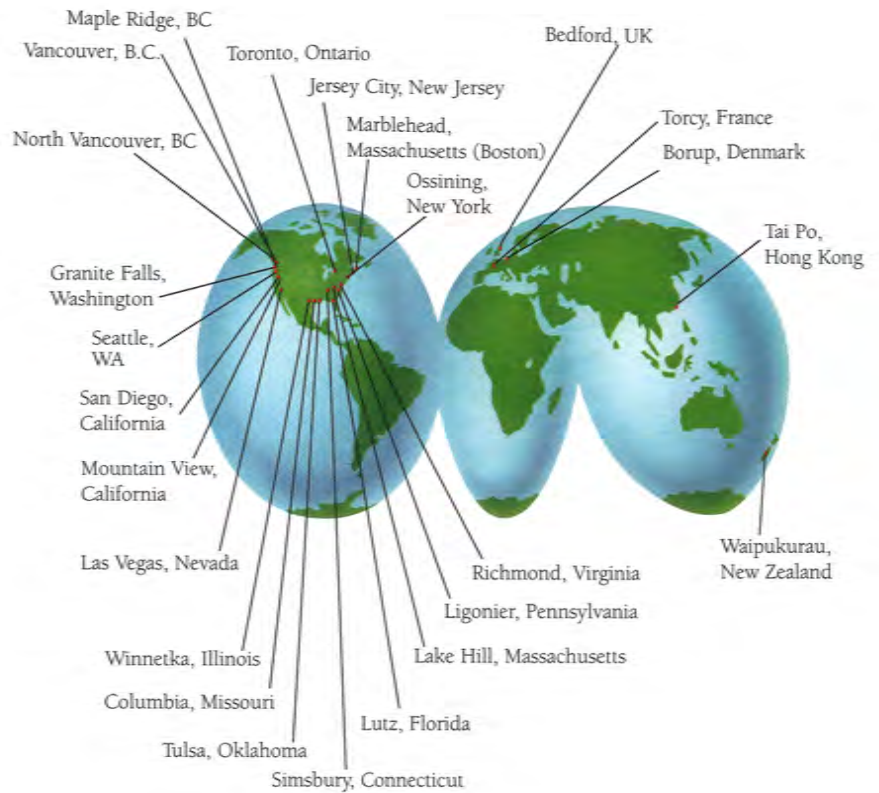 Maple Ridge, BC
Vancouver, B.C.
Toronto, Ontario
Bedford, UK
Jersey City, New Jersey
North Vancouver, BC
Marblehead,
Massachusetts (Boston)
Torcy, France
Borup, Denmark
Ossining,
New York
Tai Po,
Hong Kong
Granite Falls,
Washington
Seattle,
WA
San Diego,
California
Mountain View,
California
Las Vegas, Nevada
Waipukurau,
New Zealand
Richmond, Virginia
Ligonier, Pennsylvania
Winnetka, Illinois
Lake Hill, Massachusetts
Columbia, Missouri
Lutz, Florida
Tulsa, Oklahoma
Simsbury, Connecticut